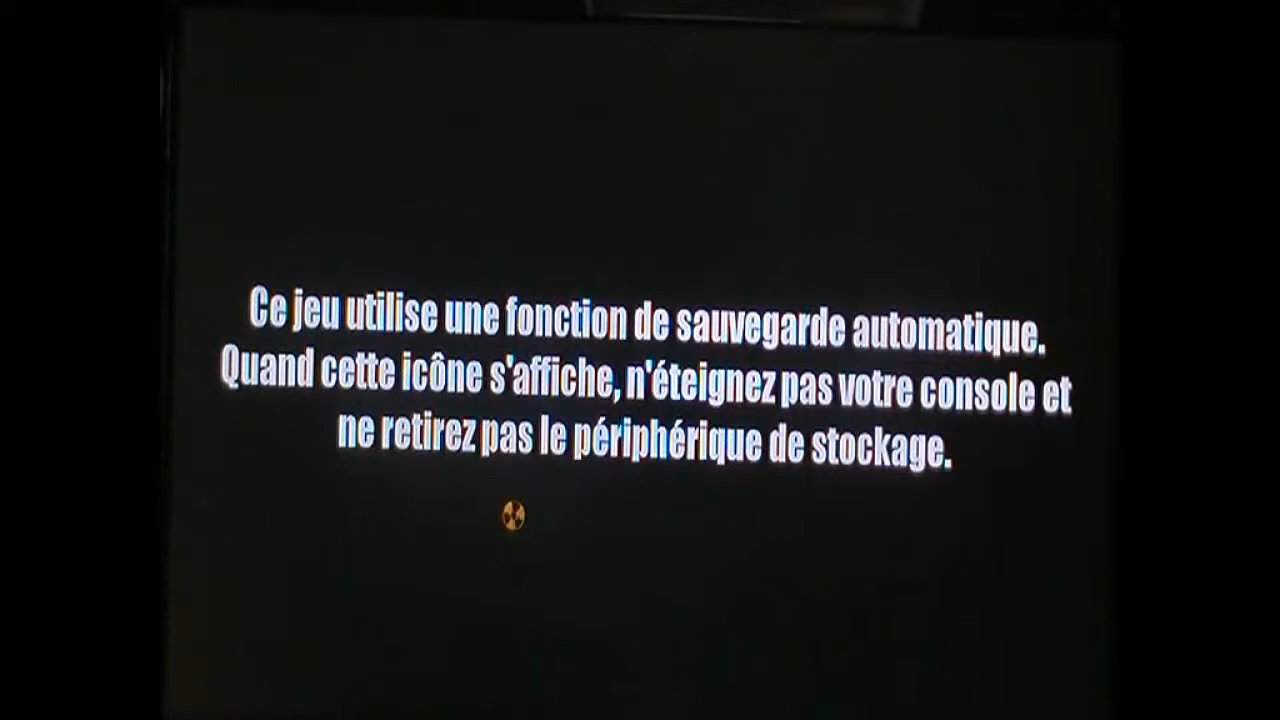 Ce jeu utilise une fonction de sauvegarde automatique.
Quand cette icône s'affiche, n'éteignez pas votre console et
ne retirez pas le périphérique de stockage.